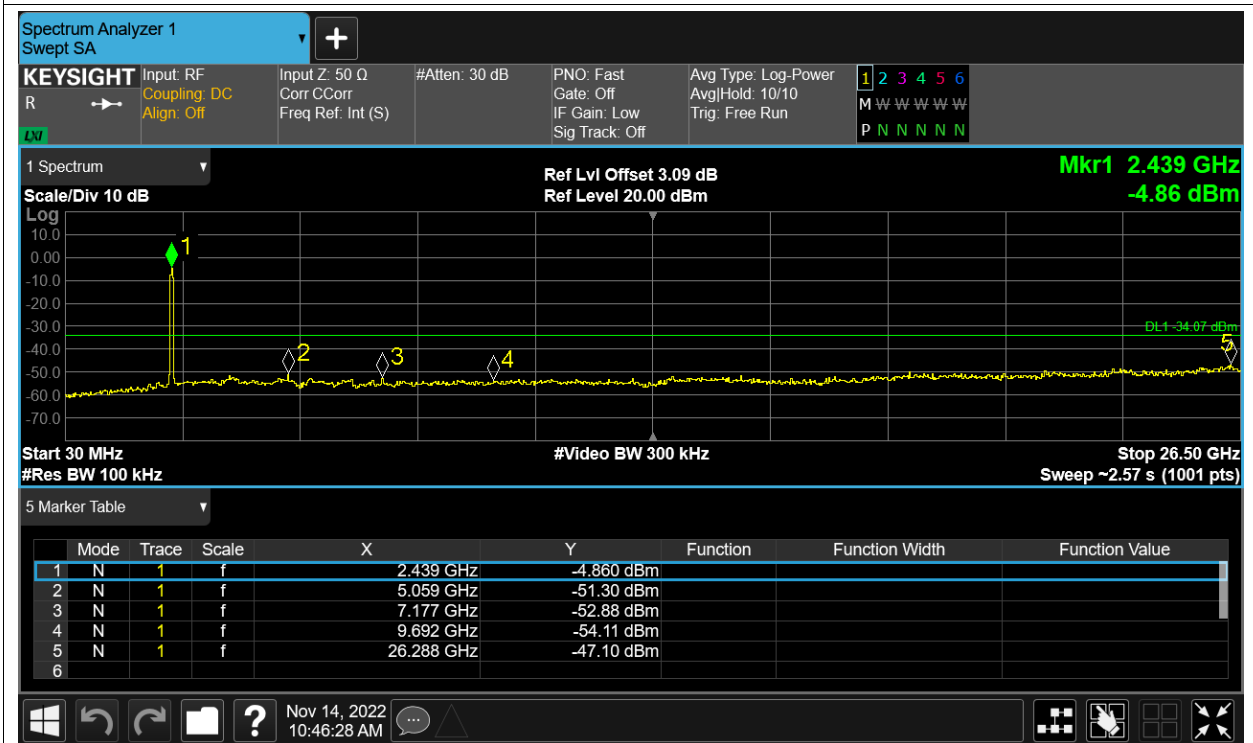 Spectrum Analyzer 1
Swept SA
KEYSIGHT
R
LXI
Input: RF
Coupling: DC
Align: Off
Input Z: 50 Ω
Corr CCorr
Freq Ref: Int (S)
#Atten: 30 dB
PNO: Fast
Gate: Off
IF Gain: Low
Sig Track: Off
Avg Type: Log-Power
Avg|Hold: 10/10
Trig: Free Run
1 2 3 4 5 6
M W W W W W
P N N N N N
1 Spectrum
Scale/Div 10 dB
Ref Lvl Offset 3.09 dB
Ref Level 20.00 dBm
Mkr1 2.439 GHz
-4.86 dBm
Log
10.0
0.00
-10.0
-20.0
-30.0
-40.0
-50.0
-60.0
-70.0
1
2
3
4
5
DL1 -34.07 dBm
Start 30 MHz
#Video BW 300 kHz
Stop 26.50 GHz
#Res BW 100 kHz
Sweep ~2.57 s (1001 pts)
5 Marker Table
Mode Trace Scale X Y Function Function Width Function Value
1 N 1 f 2.439 GHz -4.860 dBm
2 N 1 f 5.059 GHz -51.30 dBm
3 N 1 f 7.177 GHz -52.88 dBm
4 N 1 f 9.692 GHz -54.11 dBm
5 N 1 f 26.288 GHz -47.10 dBm
6
Nov 14, 2022
10:46:28 AM